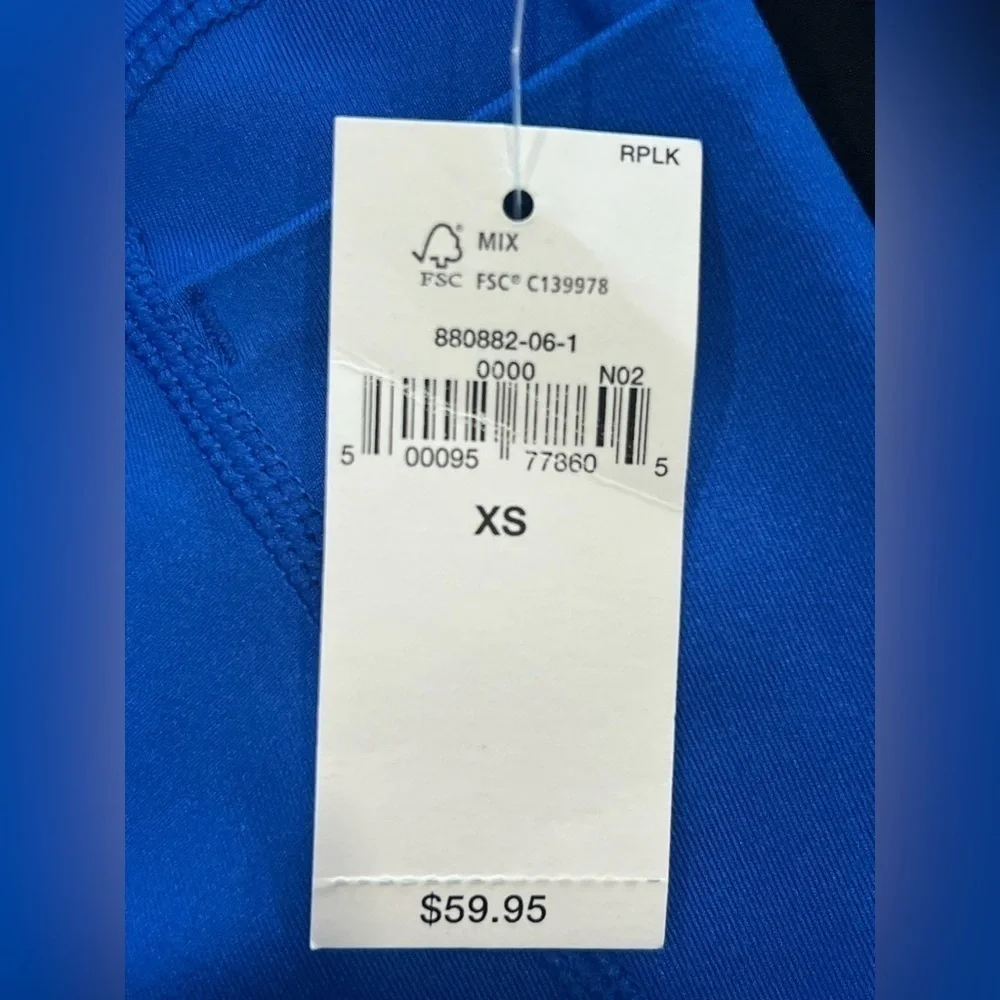 RPLK
MIX
FSC FSC® C139978
880882-06-1
0000 N02
5 00095 77860 5
XS
$59.95